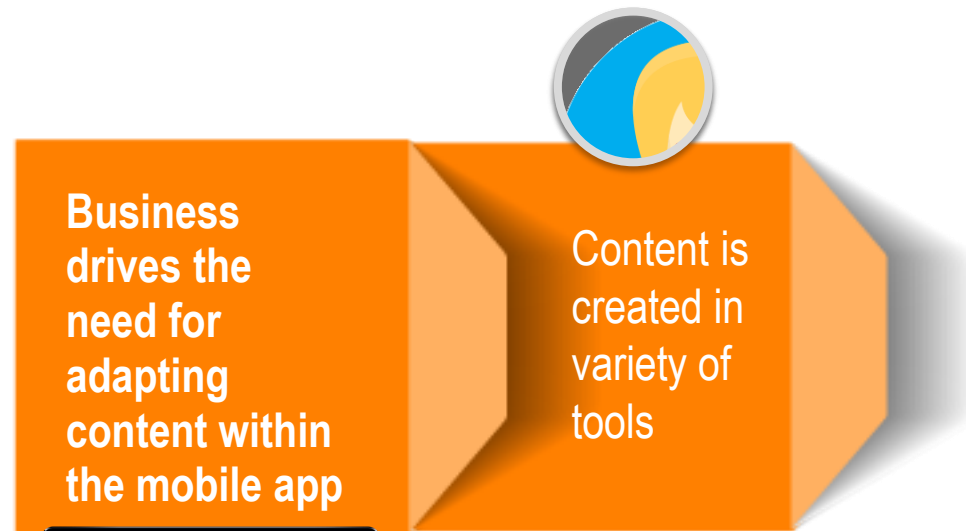 Business
drives the
need for
adapting
content within
the mobile app
Content is
created in
variety of
tools